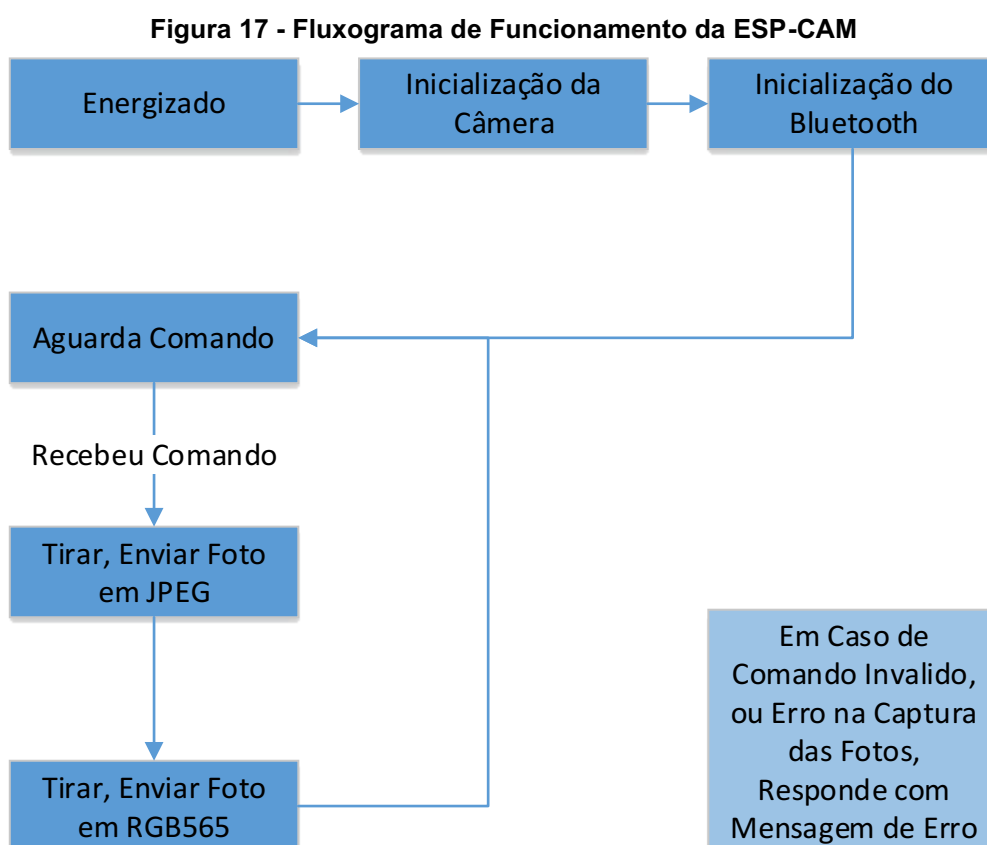 Figura 17 - Fluxograma de Funcionamento da ESP-CAM
Energizado
Inicialização da
Câmera
Inicialização do
Bluetooth
Aguarda Comando
Recebeu Comando
Tirar, Enviar Foto
em JPEG
Tirar, Enviar Foto
em RGB565
Em Caso de
Comando Invalido,
ou Erro na Captura
das Fotos,
Responde com
Mensagem de Erro